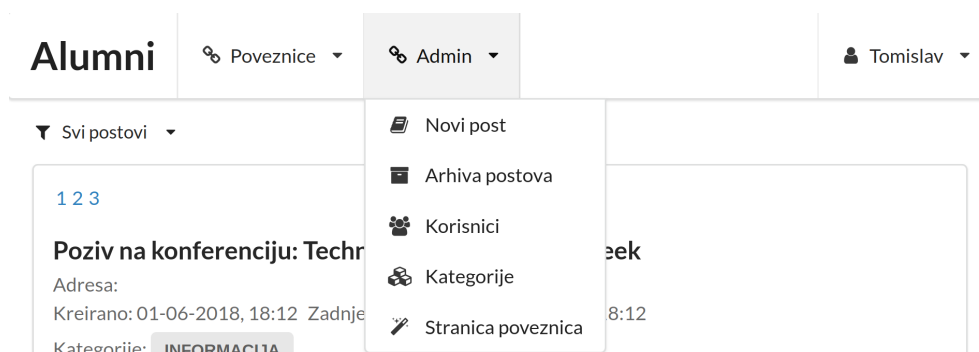 Alumni Poveznice Admin Tomislav
Svi postovi
Novi post
Arhiva postova
Korisnici
Kategorije
Stranica poveznica
1 2 3
Poziv na konferenciju: Techn eek
Adresa:
Kreirano: 01-06-2018, 18:12 Zadnje 8:12
Kategorije: INFORMACIJA